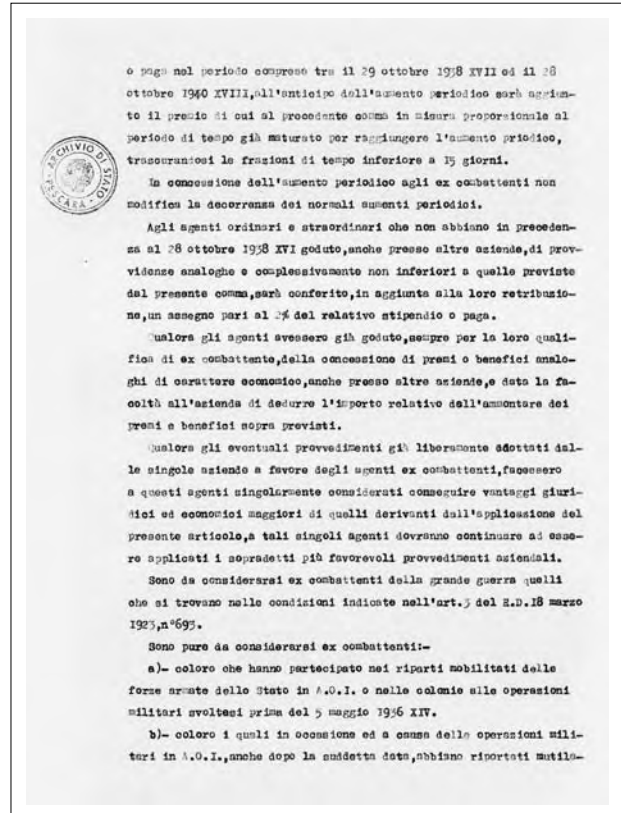 o paga nel periodo compreso tra il 29 ottobre 1938 XVII ed il 28
ottobre 1940 XVIII,all'anticipo dell'aumento periodico sarà aggiun-
to il premio di cui al precedente comma in misura proporzionale al
periodo di tempo già maturato per raggiungere l'aumento priodico,
trascurandosi le frazioni di tempo inferiore a 15 giorni.
La concessione dell'aumento periodico agli ex combattenti non
modifica la decorrenza dei normali aumenti periodici.
Agli agenti ordinari e straordinari che non abbiano in preceden-
za al 28 ottobre 1938 XVI goduto,anche presso altre aziende,di prov-
videnze analoghe e complessivamente non inferiori a quelle previste
dal presente comma,sarà conferito,in aggiunta alla loro retribuzio-
ne,un assegno pari al 2% del relativo stipendio o paga.
Qualora gli agenti avessero già goduto,sempre per la loro quali-
fica di ex combattente,della concessione di premi o benefici analo-
ghi di carattere economico,anche presso altre aziende,e data la fa-
coltà all'azienda di dedurre l'importo relativo dall'ammontare dei
premi e benefici sopra previsti.
Qualora gli eventuali provvedimenti già liberamente adottati dal-
le singole aziende a favore degli agenti ex combattenti,facessero
a questi agenti singolarmente considerati conseguire vantaggi giuri-
dici ed economici maggiori di quelli derivanti dall'applicazione del
presente articolo,a tali singoli agenti dovranno continuare ad esse-
re applicati i sopradetti più favorevoli provvedimenti aziendali.
Sono da considerarsi ex combattenti della grande guerra quelli
che si trovano nelle condizioni indicate nell'art.3 del R.D.18 marzo
1923,n°693.
Sono pure da considerarsi ex combattenti:-
a)- coloro che hanno partecipato nei riparti mobilitati delle
forze armate dello Stato in A.O.I. o nelle colonie alle operazioni
militari svoltesi prima del 5 maggio 1936 XIV.
b)- coloro i quali in occasione ed a causa delle operazioni mili-
tari in A.O.I.,anche dopo la suddetta data,abbiano riportati mutila-
ARCHIVIO DI STATO
PESCARA